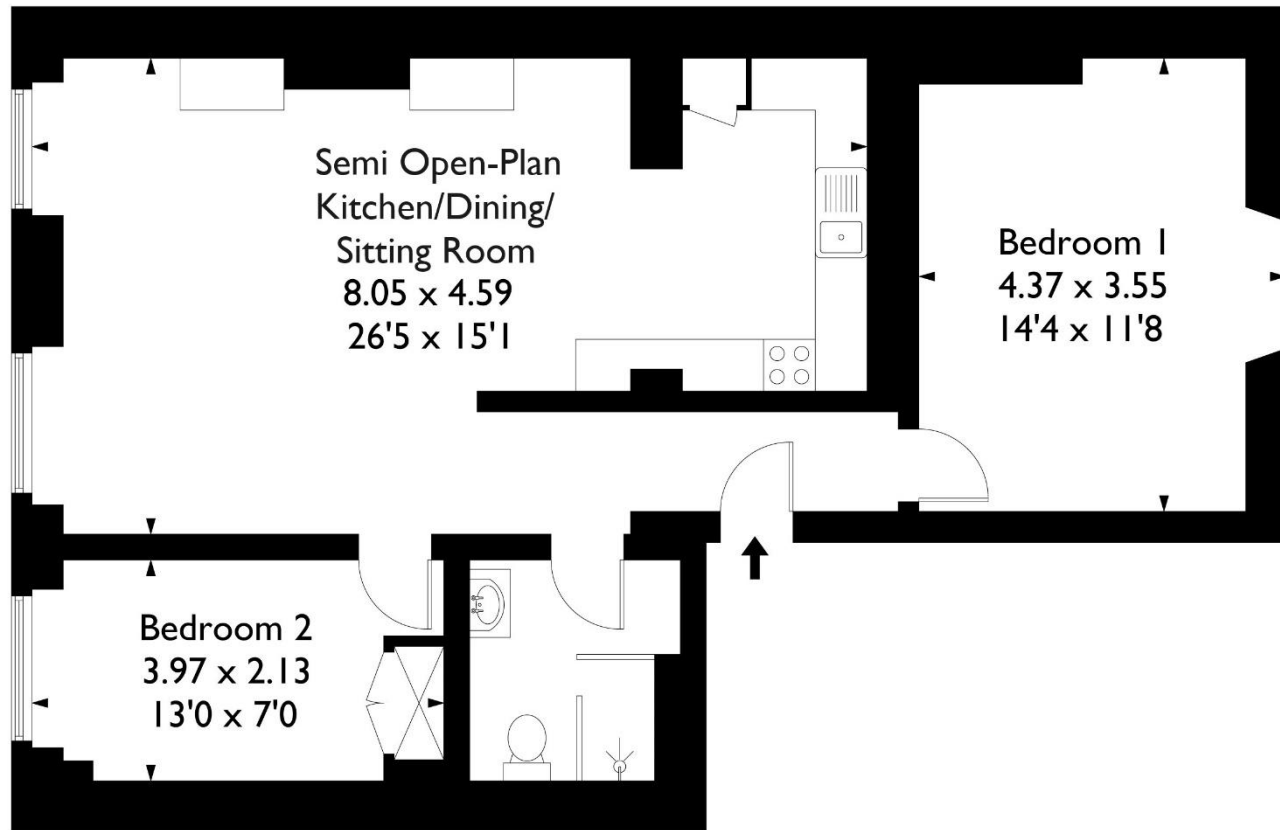 Semi Open-Plan
Kitchen/Dining/
Sitting Room
8.05 x 4.59
26'5 x 15'1
Bedroom 1
4.37 x 3.55
14'4 x 11'8
Bedroom 2
3.97 x 2.13
13'0 x 7'0